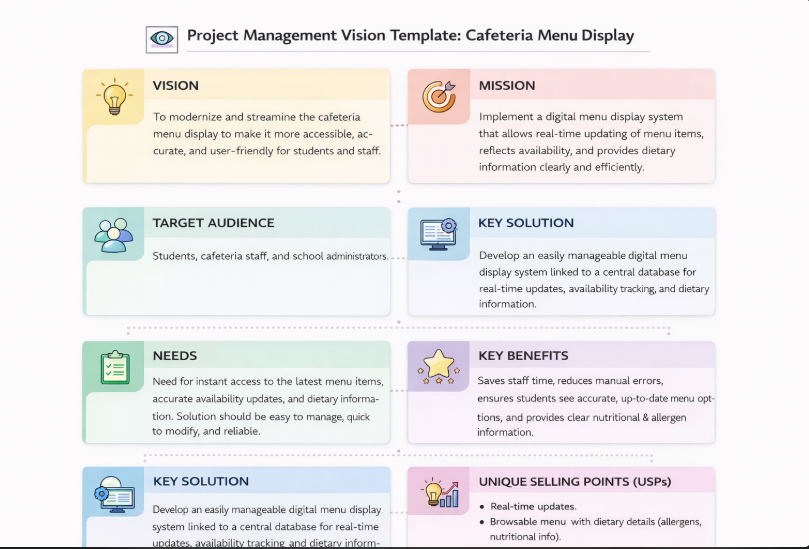 Project Management Vision Template: Cafeteria Menu Display
VISION
To modernize and streamine the cafeteria
menu display to make it more accessible, ac-
curate, and user-friendly for students and staff.
MISSION
Implement a digital menu display system
that allows real-time updating of menu items,
reflects availability, and provides dietary
information clearly and efficiently.
TARGET AUDIENCE
Students, cafeteria staff, and school administrators.
KEY SOLUTION
Develop an easily manageable digital menu
display system linked to a central database for
real-time updates, availability tracking, and dietary
information.
NEEDS
Need for instant access to the latest menu items,
accurate availability updates, and dietary informa-
tion. Solution should be easy to manage, quick
to modify, and reliable.
KEY BENEFITS
Saves staff time, reduces manual errors,
ensures students see accurate, up-to-date menu opt-
tions, and provides clear nutritional & allergen
information.
KEY SOLUTION
Develop an easily manageable digital menu display
system linked to a central database for real-time
updates, availability tracking and dietary inform-
UNIQUE SELLING POINTS (USPs)
• Real-time updates.
• Browsable menu with dietary details (allergens,
nutritional info).